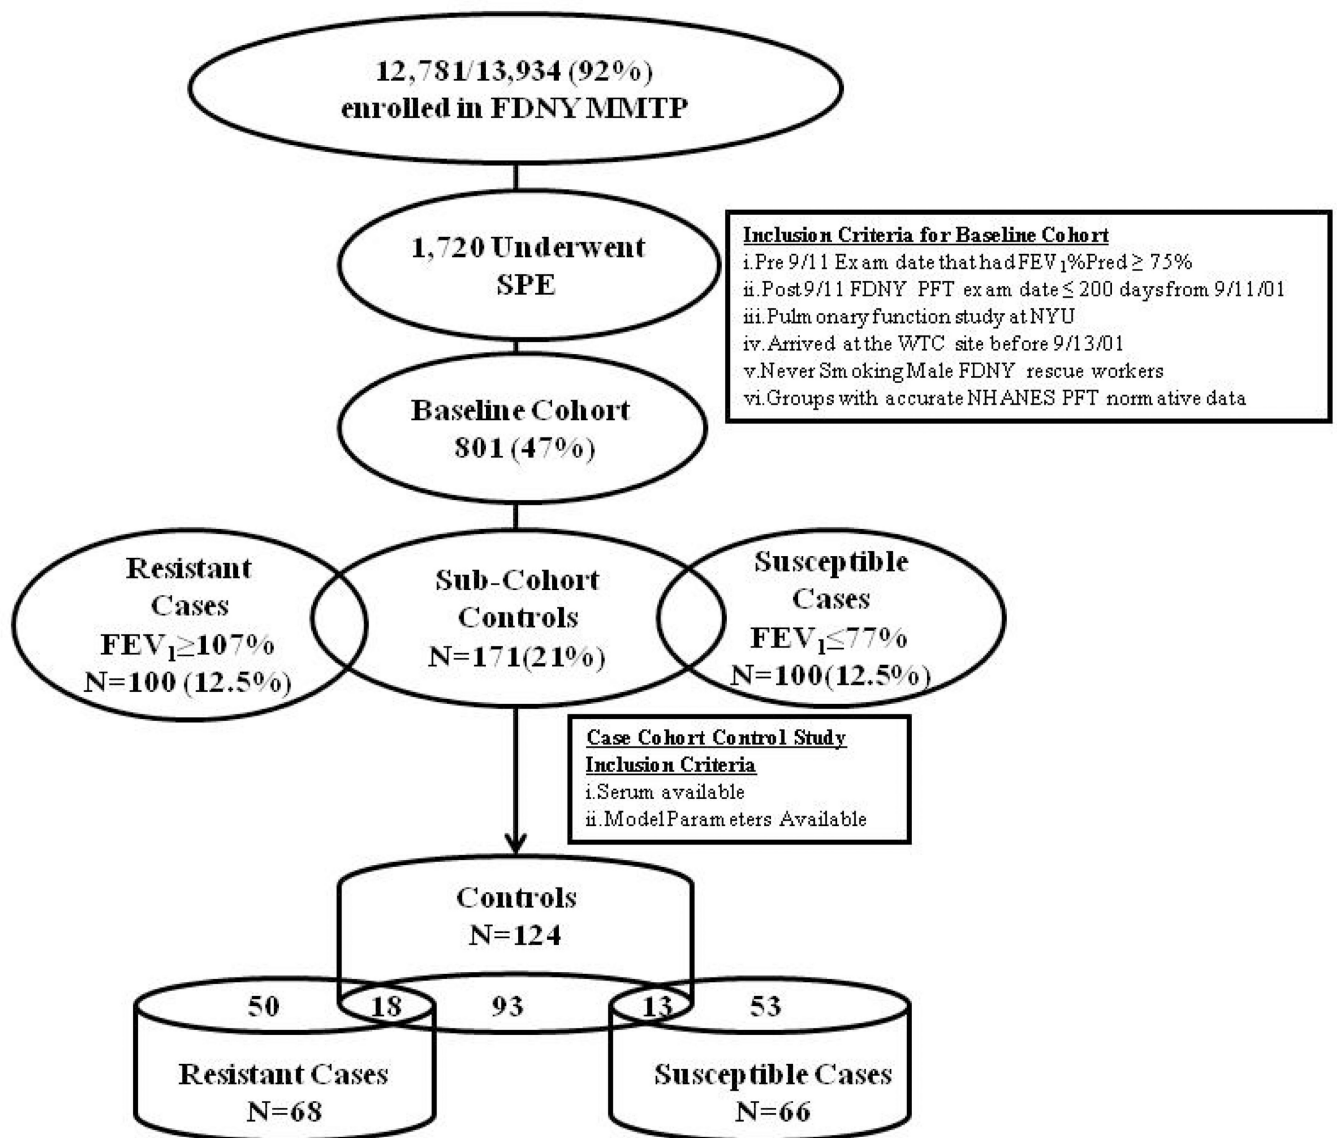 12,781/13,934 (92%)
enrolled in FDNY MMTP
1,720 Underwent
SPE
Inclusion Criteria for Baseline Cohort
i.Pre 9/11 Exam date that had FEV1%Pred ≥ 75%
ii.Post 9/11 FDNY PFT exam date ≤ 200 days from 9/11/01
iii.Pulmonary function study at NYU
iv.Arrived at the WTC site before 9/13/01
v.Never Smoking Male FDNY rescue workers
vi.Groups with accurate NHANES PFT normative data
Baseline Cohort
801 (47%)
Resistant
Cases
FEV1≥107%
N=100 (12.5%)
Sub-Cohort
Controls
N=171(21%)
Susceptible
Cases
FEV1≤77%
N=100(12.5%)
Case Cohort Control Study
Inclusion Criteria
i.Serum available
ii.Model Parameters Available
Controls
N=124
50 18 93 13 53
Resistant Cases
N=68
Susceptible Cases
N=66